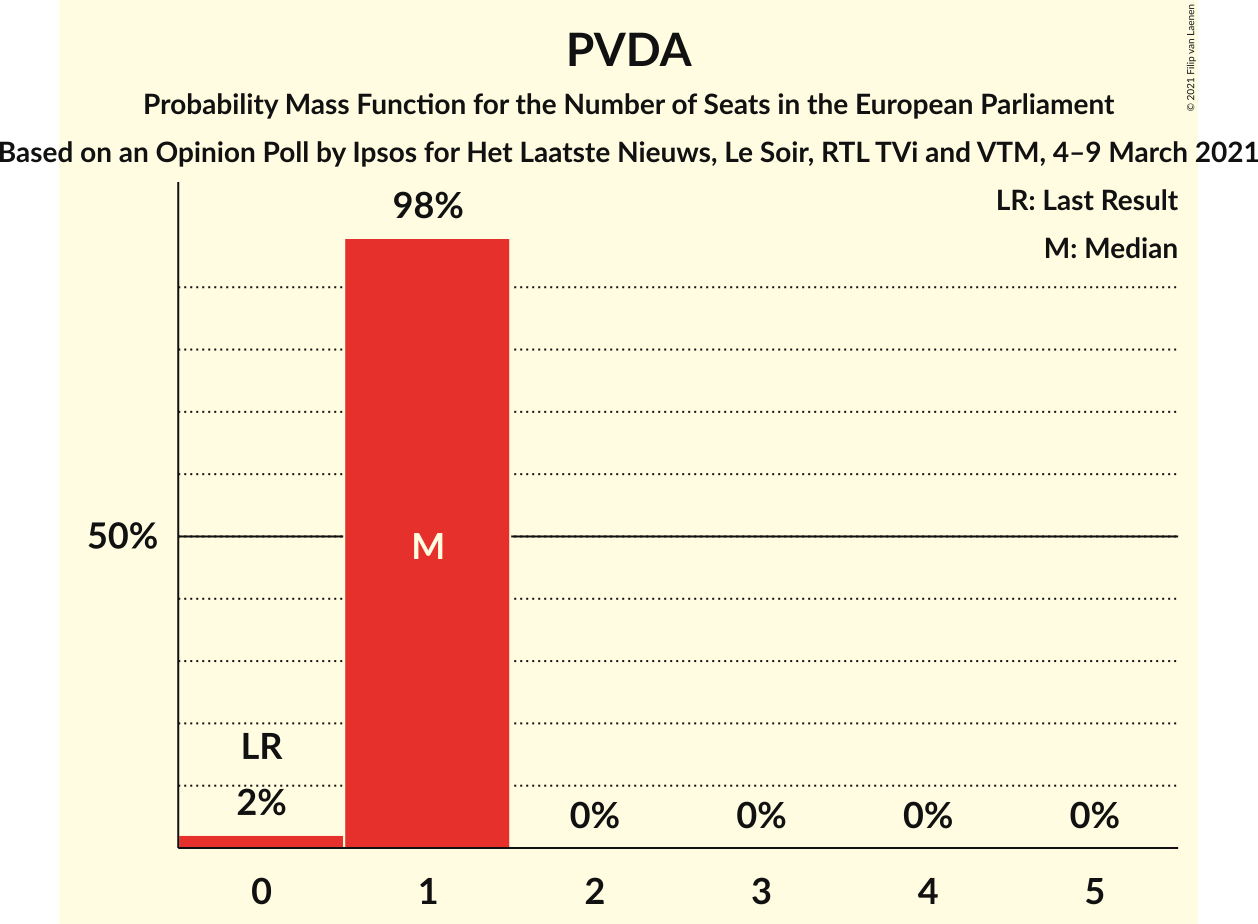 PVDA
Probability Mass Function for the Number of Seats in the European Parliament
Based on an Opinion Poll by Ipsos for Het Laatste Nieuws, Le Soir, RTL TVi and VTM, 4–9 March 2021
© 2021 Filip van Laenen
LR: Last Result
M: Median
98%
50%
M
LR
2%
0%
0%
0%
0%
0
1
2
3
4
5